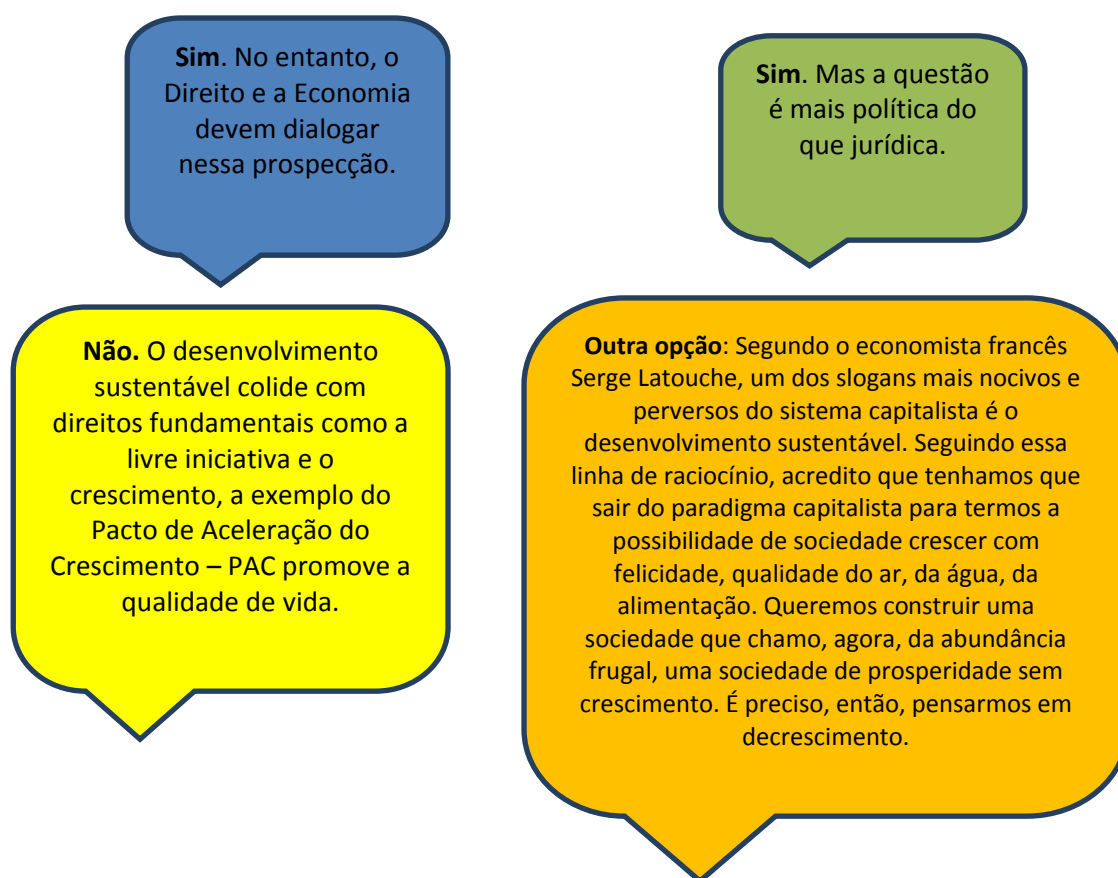 Sim. No entanto, o
Direito e a Economia
devem dialogar
nessa prospecção.
Sim. Mas a questão
é mais política do
que jurídica.
Não. O desenvolvimento
sustentável colide com
direitos fundamentais como a
livre iniciativa e o
crescimento, a exemplo do
Pacto de Aceleração do
Crescimento – PAC promove a
qualidade de vida.
Outra opção: Segundo o economista francês
Serge Latouche, um dos slogans mais nocivos e
perversos do sistema capitalista é o
desenvolvimento sustentável. Seguindo essa
linha de raciocínio, acredito que tenhamos que
sair do paradigma capitalista para termos a
possibilidade de sociedade crescer com
felicidade, qualidade do ar, da água, da
alimentação. Queremos construir uma
sociedade que chamo, agora, da abundância
frugal, uma sociedade de prosperidade sem
crescimento. É preciso, então, pensarmos em
decrescimento.